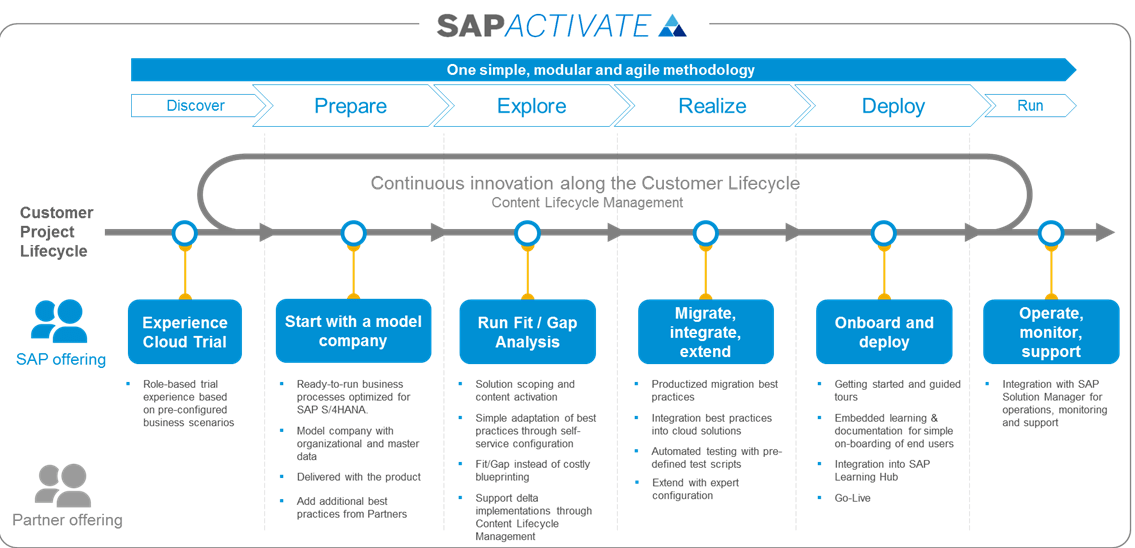 SAP ACTIVATE
One simple, modular and agile methodology
Discover
Prepare
Explore
Realize
Deploy
Run
Continuous innovation along the Customer Lifecycle
Content Lifecycle Management
Customer
Project
Lifecycle
SAP offering
Experience
Cloud Trial
Role-based trial
experience based
on pre-configured
business scenarios
Start with a model
company
Ready-to-run business
processes optimized for
SAP S/4HANA.
Model company with
organizational and master
data
Delivered with the product
Add additional best
practices from Partners
Run Fit / Gap
Analysis
Solution scoping and
content activation
Simple adaptation of best
practices through self-
service configuration
Fit/Gap instead of costly
blueprinting
Support delta
implementations through
Content Lifecycle
Management
Migrate,
integrate,
extend
Productized migration best
practices
Integration best practices
into cloud solutions
Automated testing with pre-
defined test scripts
Extend with expert
configuration
Onboard and
deploy
Getting started and guided
tours
Embedded learning &
documentation for simple
on-boarding of end users
Integration into SAP
Learning Hub
Go-Live
Operate,
monitor,
support
Integration with SAP
Solution Manager for
operations, monitoring
and support
Partner offering